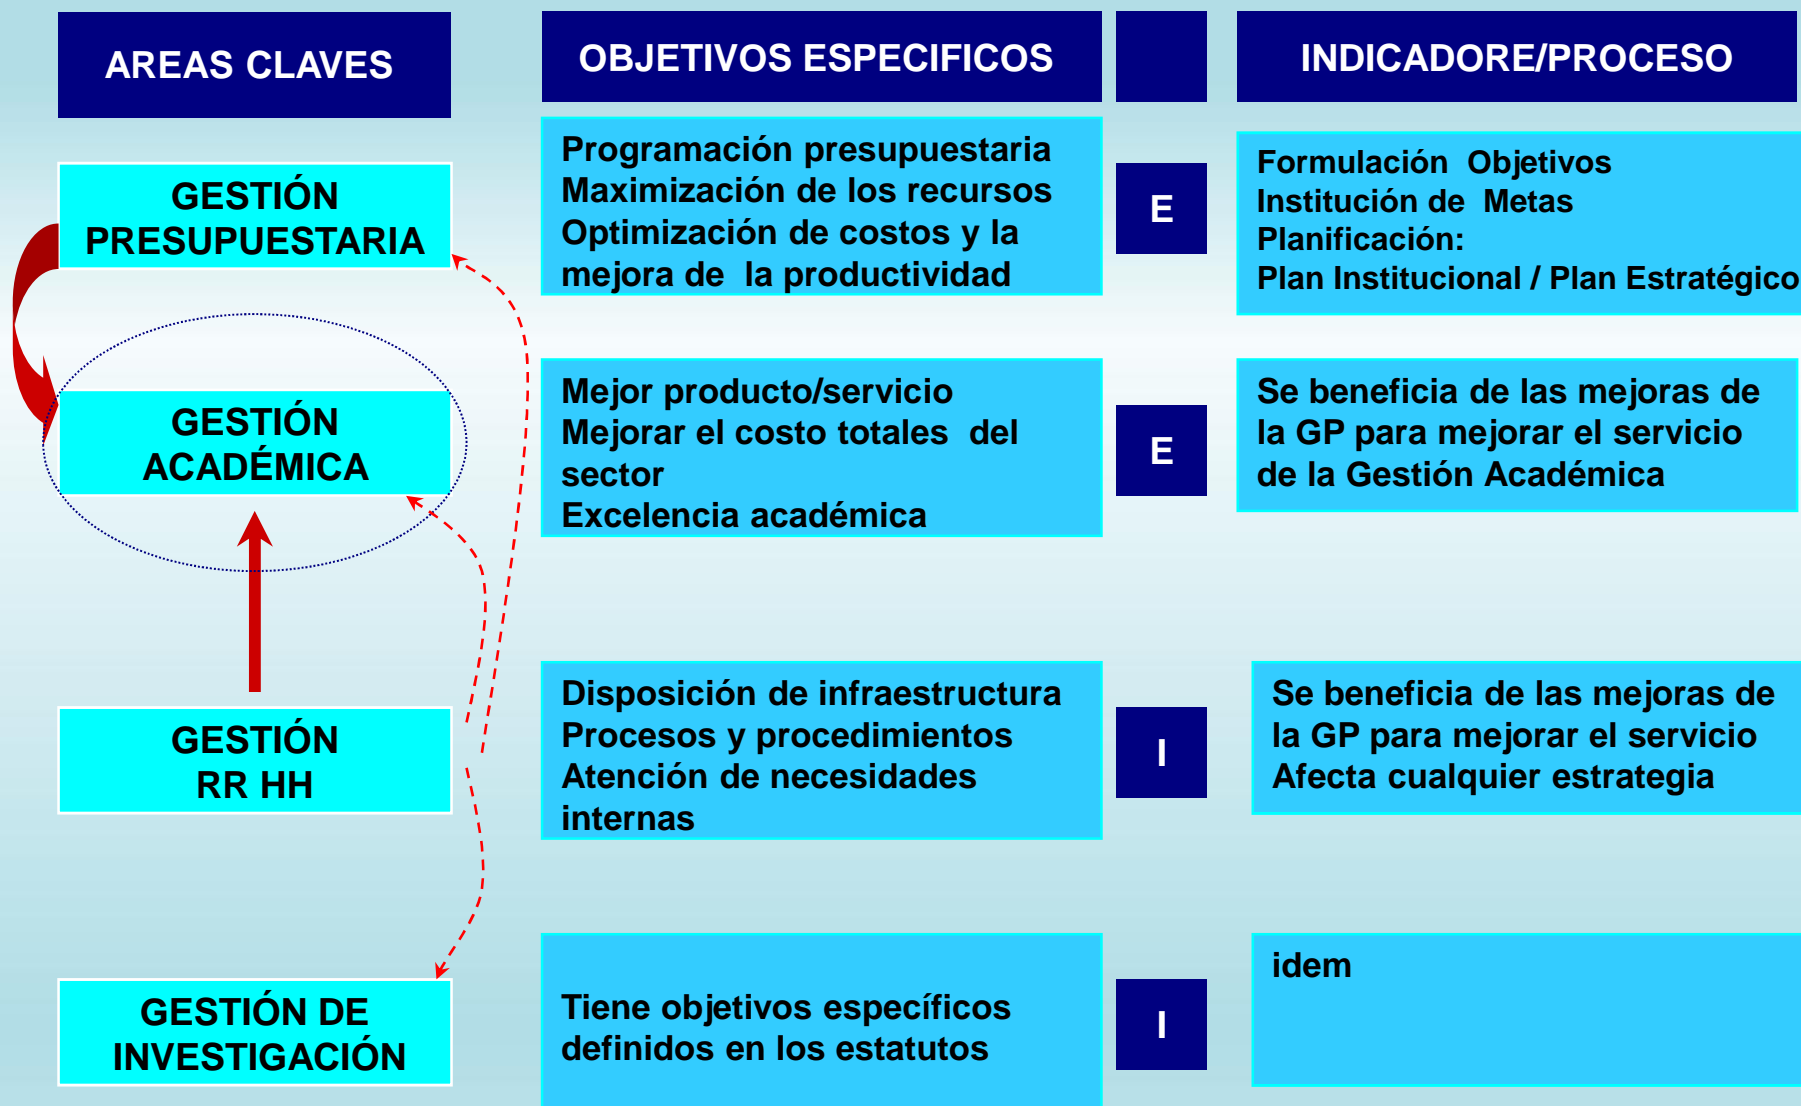 AREAS CLAVES
OBJETIVOS ESPECIFICOS
INDICADORE/PROCESO
GESTIÓN
PRESUPUESTARIA
Programación presupuestaria
Maximización de los recursos
Optimización de costos y la
mejora de  la productividad
E
Formulación  Objetivos
Institución de  Metas
Planificación:
Plan Institucional / Plan Estratégico
GESTIÓN
ACADÉMICA
Mejor producto/servicio
Mejorar el costo totales  del
sector
Excelencia académica
E
Se beneficia de las mejoras de
la GP para mejorar el servicio
de la Gestión Académica
GESTIÓN
RR HH
Disposición de infraestructura
Procesos y procedimientos
Atención de necesidades
internas
I
Se beneficia de las mejoras de
la GP para mejorar el servicio
Afecta cualquier estrategia
GESTIÓN DE
INVESTIGACIÓN
Tiene objetivos específicos
definidos en los estatutos
I
idem